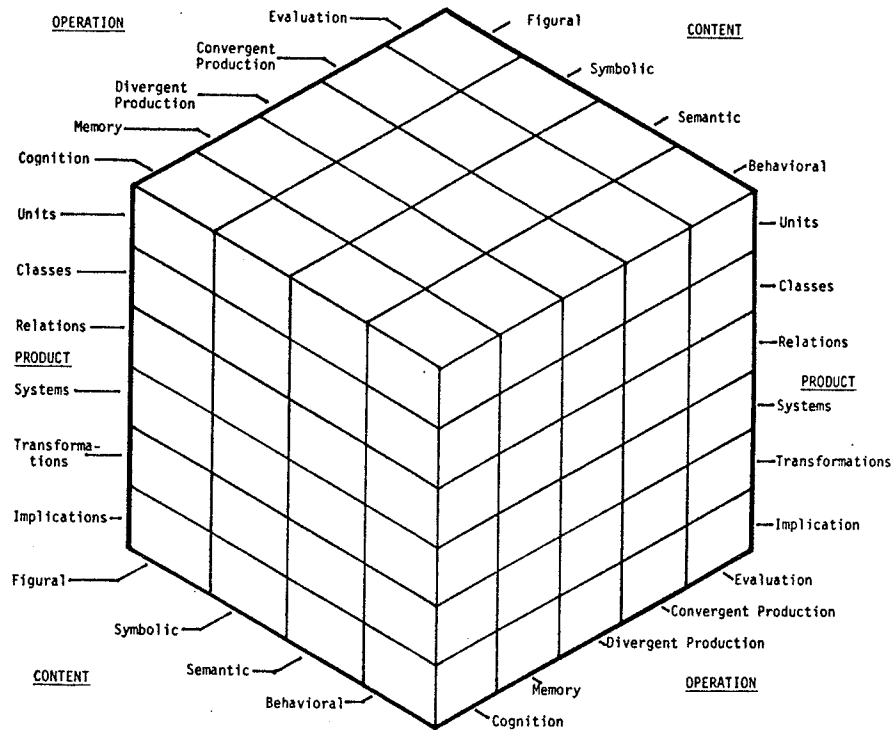 OPERATION
Evaluation
Convergent
Production
Divergent
Production
Memory
Cognition
Figural
CONTENT
Symbolic
Semantic
Behavioral
Units
Classes
Relations
PRODUCT
Systems
Transforma-
tions
Implications
Units
Classes
Relations
PRODUCT
Systems
Transformations
Implication
Figural
Symbolic
Semantic
Behavioral
CONTENT
Evaluation
Convergent Production
Divergent Production
Memory
Cognition
OPERATION